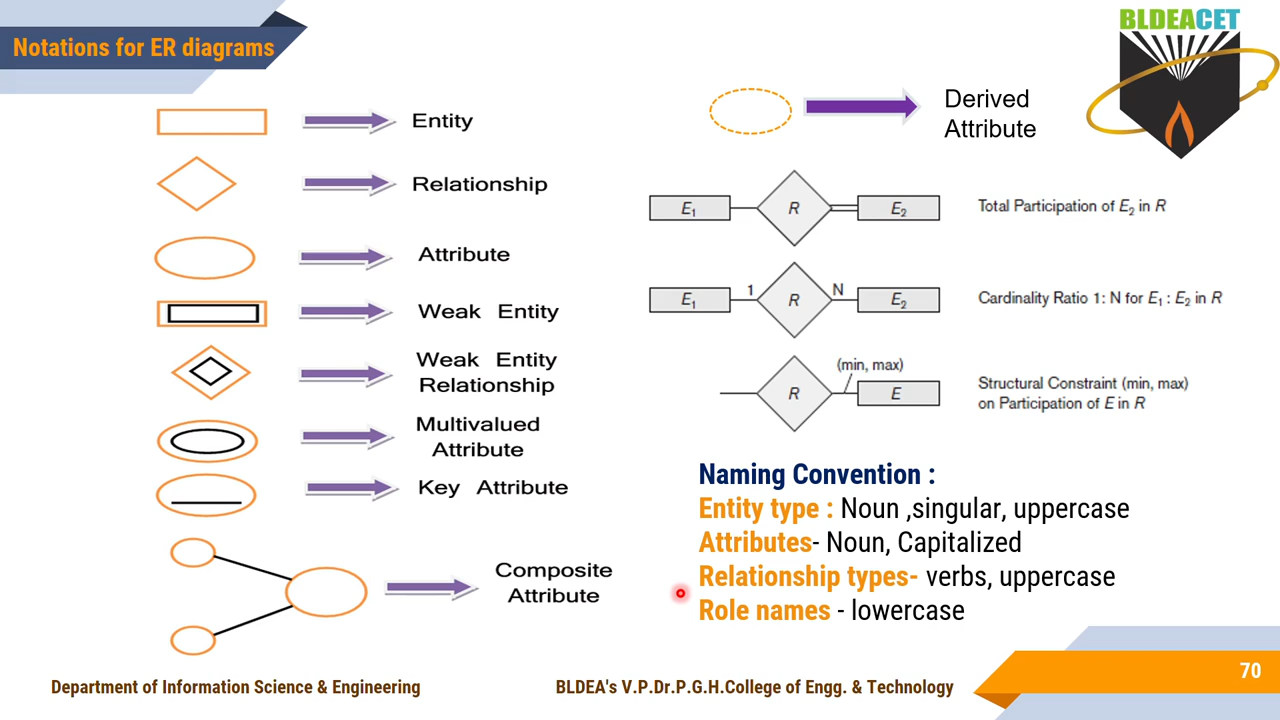 Notations for ER diagrams
BLDEACET
Entity
Relationship
Attribute
Weak Entity
Weak Entity
Relationship
Multivalued
Attribute
Key Attribute
Composite
Attribute
Derived
Attribute
E1 R E2 Total Participation of E2 in R
E1 1 R N E2 Cardinality Ratio 1: N for E1 : E2 in R
(min, max)
R E Structural Constraint (min, max)
on Participation of E in R
Naming Convention :
Entity type : Noun ,singular, uppercase
Attributes- Noun, Capitalized
Relationship types- verbs, uppercase
Role names - lowercase
70
Department of Information Science & Engineering
BLDEA's V.P.Dr.P.G.H.College of Engg. & Technology